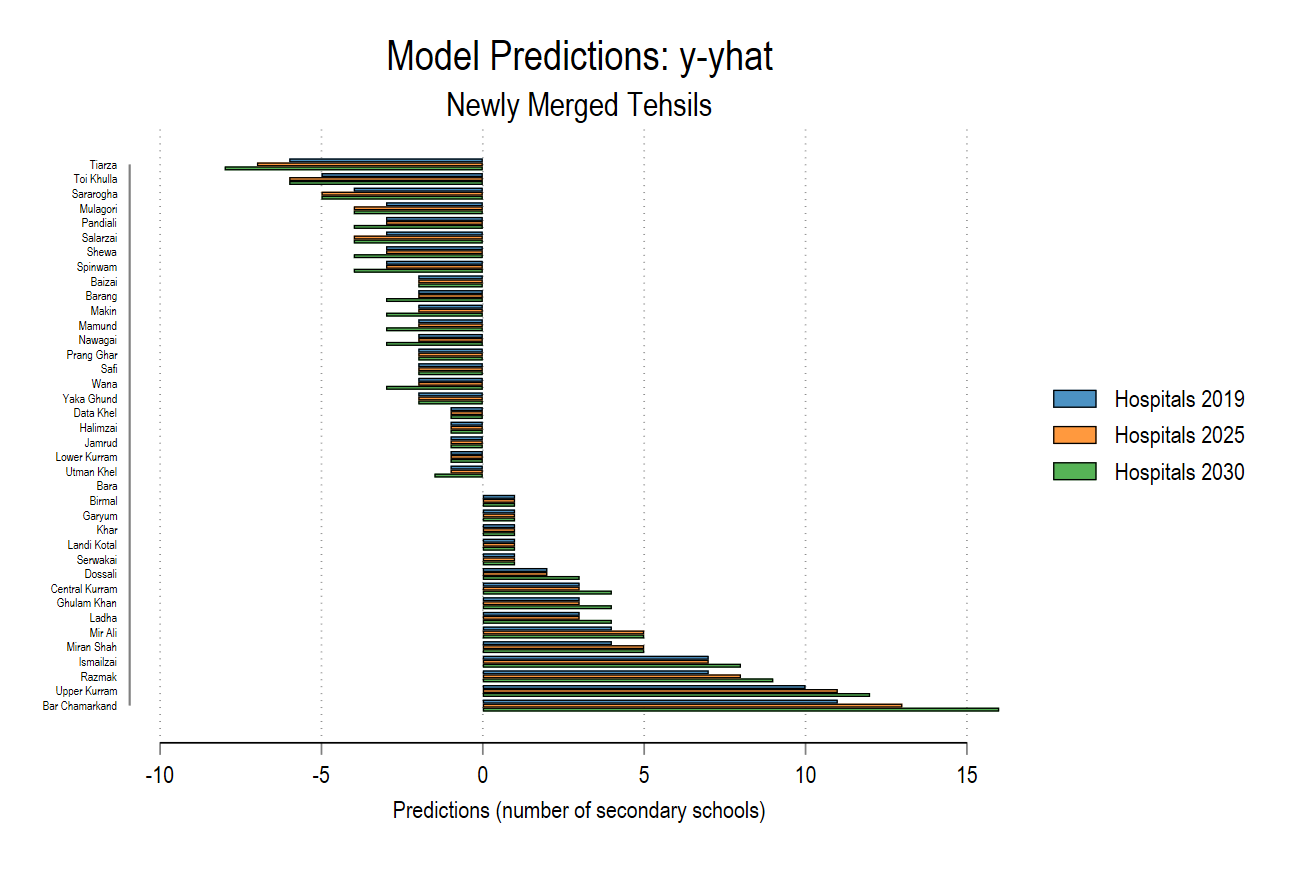 Model Predictions: y-yhat
Newly Merged Tehsils
Tiarza
Toi Khulla
Sararogha
Mulagori
Pandiali
Salarzai
Shewa
Spinwam
Baizai
Barang
Makin
Mamund
Nawagai
Prang Ghar
Safi
Wana
Yaka Ghund
Data Khel
Halimzai
Jamrud
Lower Kurram
Utman Khel
Bara
Birmal
Garyum
Khar
Landi Kotal
Serwakai
Dossali
Central Kurram
Ghulam Khan
Ladha
Mir Ali
Miran Shah
Ismailzai
Razmak
Upper Kurram
Bar Chamarkand
-10 -5 0 5 10 15
Predictions (number of secondary schools)
Hospitals 2019
Hospitals 2025
Hospitals 2030